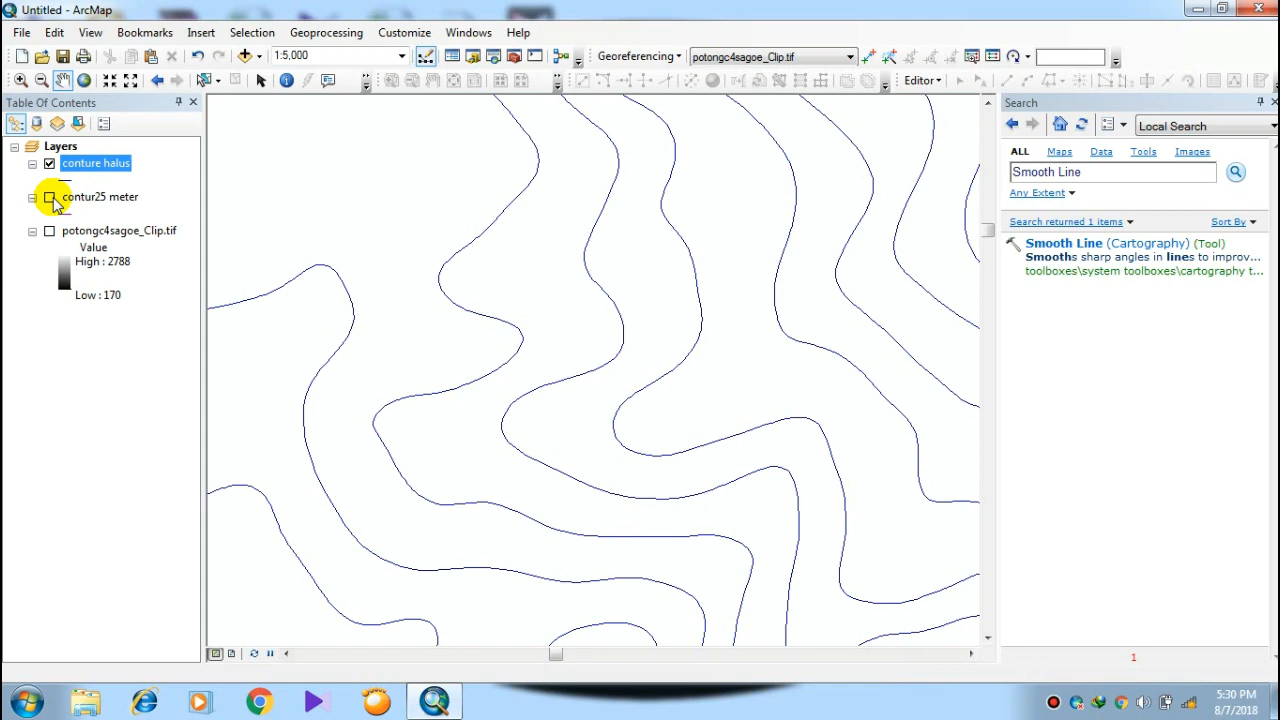 Untitled - ArcMap
File Edit View Bookmarks Insert Selection Geoprocessing Customize Windows Help
1:5,000
Georeferencing
potongc4sagoe_Clip.tif
Editor
Table Of Contents
Layers
conture halus
contur25 meter
potongc4sagoe_Clip.tif
Value
High : 2788
Low : 170
Search
Local Search
ALL Maps Data Tools Images
Smooth Line
Any Extent
Search returned 1 items
Sort By
Smooth Line (Cartography) (Tool)
Smooths sharp angles in lines to improv...
toolboxes\system toolboxes\cartography t...
1
5:30 PM
8/7/2018